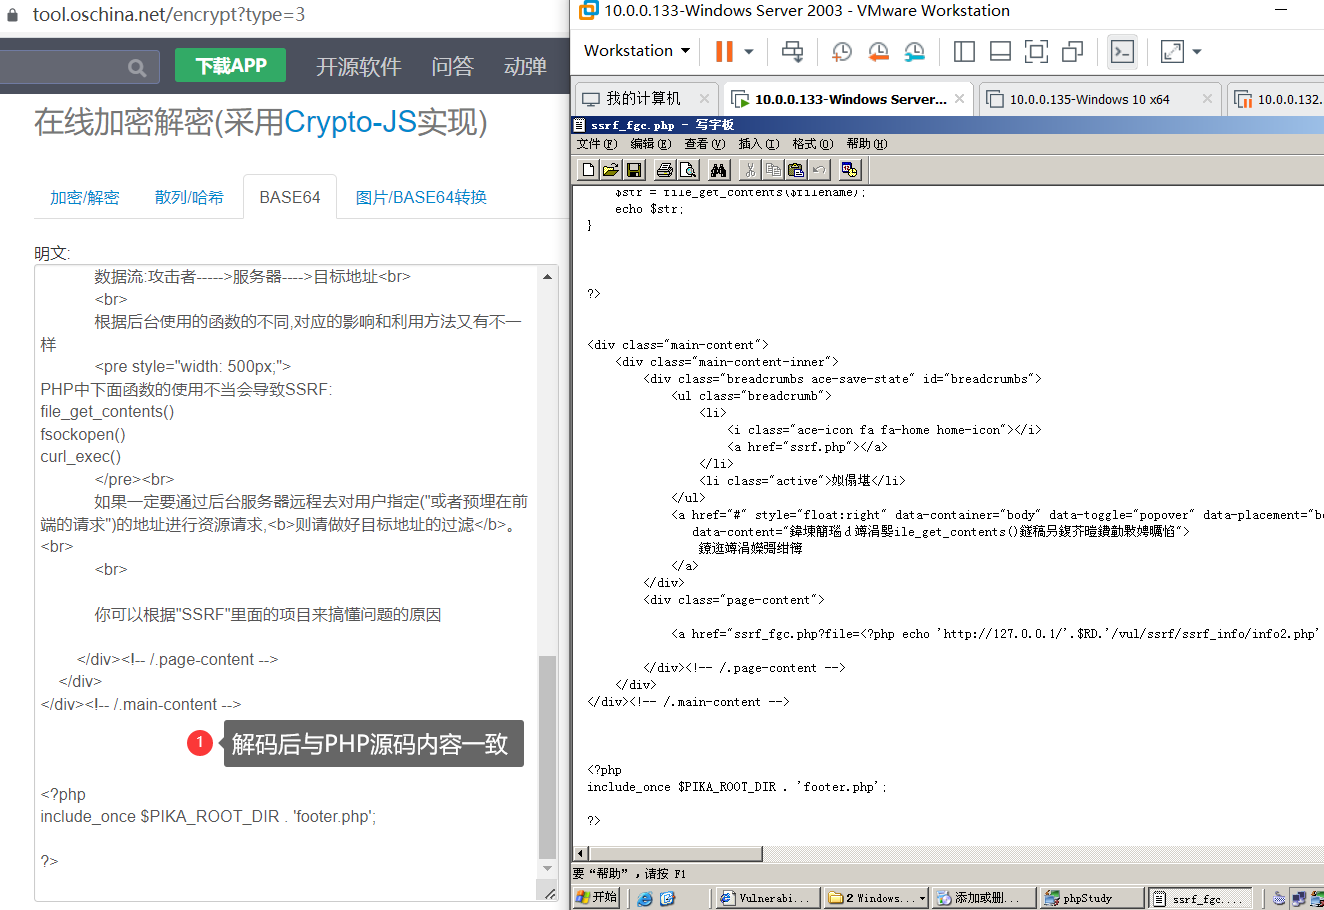 tool.oschina.net/encrypt?type=3
下载APP
开源软件
问答
动弹
在线加密解密(采用Crypto-JS实现)
加密/解密
散列/哈希
BASE64
图片/BASE64转换
明文:
数据流:攻击者----->服务器---->目标地址<br>
<br>
根据后台使用的函数的不同,对应的影响和利用方法又有不一
样
<pre style="width: 500px;">
PHP中下面函数的使用不当会导致SSRF:
file_get_contents()
fsockopen()
curl_exec()
</pre><br>
如果一定要通过后台服务器远程去对用户指定("或者预埋在前
端的请求")的地址进行资源请求,<b>则请做好目标地址的过滤</b>。
<br>
<br>
你可以根据"SSRF"里面的项目来搞懂问题的原因
</div><!-- /.page-content -->
</div>
</div><!-- /.main-content -->
1
解码后与PHP源码内容一致
<?php
include_once $PIKA_ROOT_DIR . 'footer.php';
?>
10.0.0.133-Windows Server 2003 - VMware Workstation
Workstation
我的计算机
10.0.0.133-Windows Server...
10.0.0.135-Windows 10 x64
10.0.0.132.
ssrf_fgc.php - 写字板
文件(F) 编辑(E) 查看(V) 插入(I) 格式(O) 帮助(H)
$str = file_get_contents($filename);
echo $str;
}
?>
<div class="main-content">
<div class="main-content-inner">
<div class="breadcrumbs ace-save-state" id="breadcrumbs">
<ul class="breadcrumb">
<li>
<i class="ace-icon fa fa-home home-icon"></i>
<a href="ssrf.php"></a>
</li>
<li class="active"></li>
</ul>
<a href="#" style="float:right" data-container="body" data-toggle="popover" data-placement="bo
data-content="ile_get_contents()">
</a>
</div>
<div class="page-content">
<a href="ssrf_fgc.php?file=<?php echo 'http://127.0.0.1/'.$RD.'/vul/ssrf/ssrf_info/info2.php'
</div><!-- /.page-content -->
</div>
</div><!-- /.main-content -->
<?php
include_once $PIKA_ROOT_DIR . 'footer.php';
?>
要“帮助”，请按 F1
开始
Vulnerabi...
2 Windows...
添加或删...
phpStudy
ssrf_fgc....